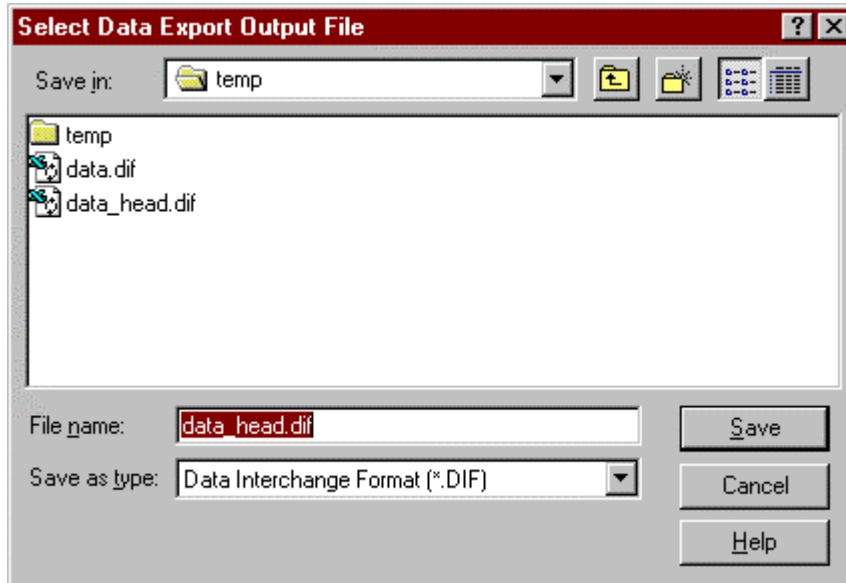 Select Data Export Output File
Save in: temp
temp
data.dif
data_head.dif
File name: data_head.dif Save
Save as type: Data Interchange Format (*.DIF) Cancel
Help